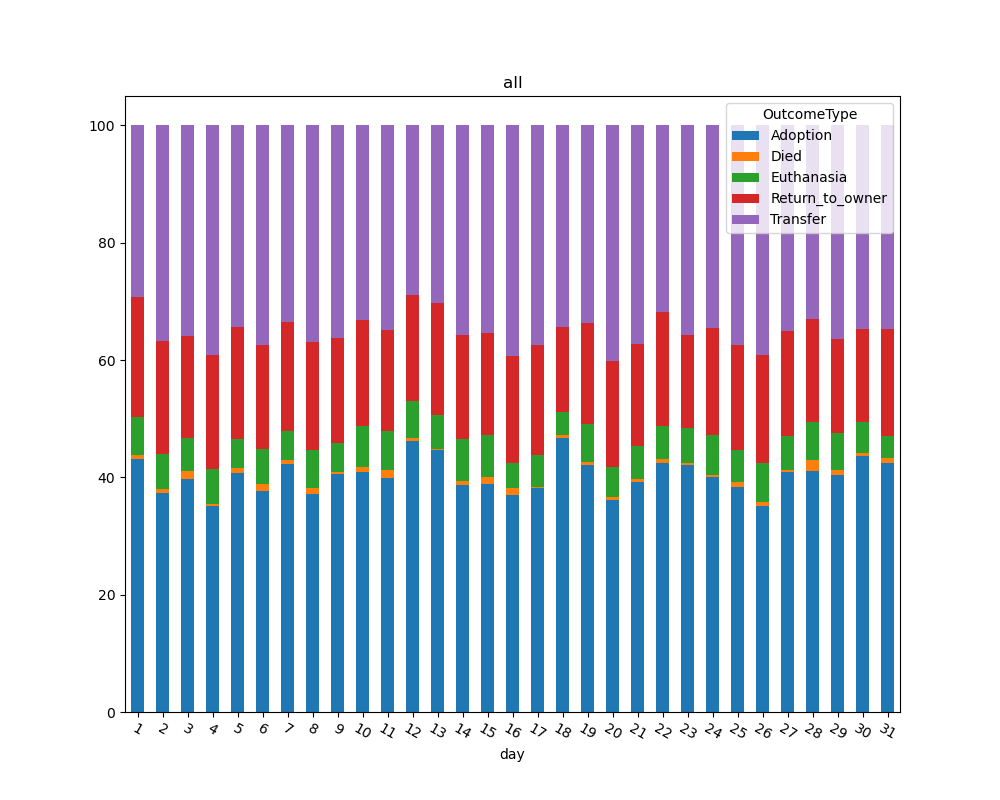 all
OutcomeType
Adoption
Died
Euthanasia
Return_to_owner
Transfer
100
80
60
40
20
0
1 2 3 4 5 6 7 8 9 10 11 12 13 14 15 16 17 18 19 20 21 22 23 24 25 26 27 28 29 30 31
day